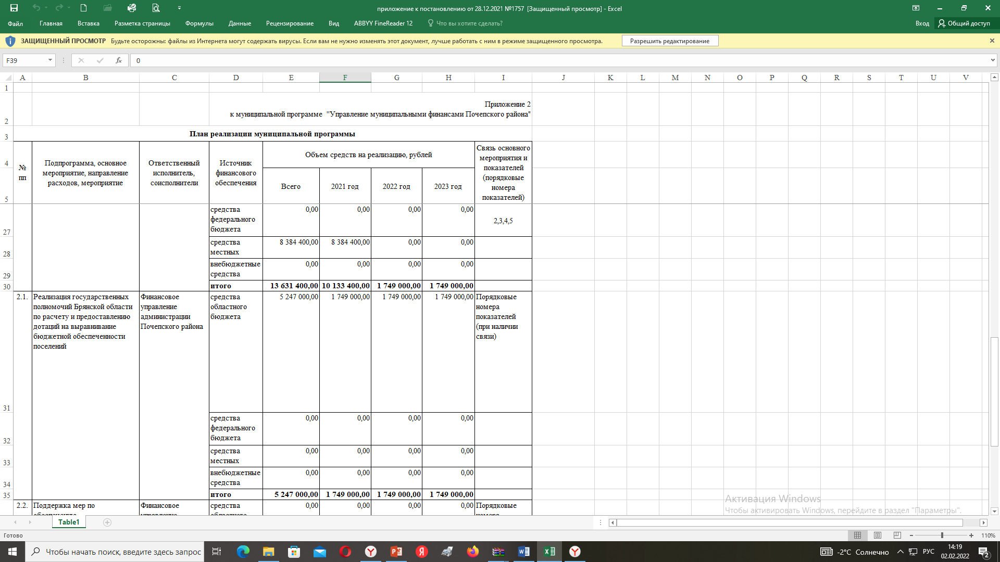 приложение к постановлению от 28.12.2021 №1757 [Защищенный просмотр] - Excel
Файл Главная Вставка Разметка страницы Формулы Данные Рецензирование Вид ABBYY FineReader 12 Что вы хотите сделать? Вход Общий доступ
ЗАЩИЩЕННЫЙ ПРОСМОТР Будьте осторожны: файлы из Интернета могут содержать вирусы. Если вам не нужно изменять этот документ, лучше работать с ним в режиме защищенного просмотра. Разрешить редактирование
F39 fx 0
A B C D E F G H I J K L M N O P Q R S T U V
1
Приложение 2
к муниципальной программе "Управление муниципальными финансами Почепского района"
2
3 План реализации муниципальной программы
№
пп
Подпрограмма, основное
мероприятие, направление
расходов, мероприятие
Ответственный
исполнитель,
соисполнители
Источник
финансового
обеспечения
4 Объем средств на реализацию, рублей
5 Всего 2021 год 2022 год 2023 год
Связь основного
мероприятия и
показателей
(порядковые
номера
показателей)
средства 0,00 0,00 0,00 0,00
федерального
бюджета
2,3,4,5
27
средства 8 384 400,00 8 384 400,00 0,00 0,00
местных
28
внебюджетные 0,00 0,00 0,00 0,00
средства
29
30 итого 13 631 400,00 10 133 400,00 1 749 000,00 1 749 000,00
2.1. Реализация государственных
полномочий Брянской области
по расчету и предоставлению
дотаций на выравнивание
бюджетной обеспеченности
поселений
Финансовое
управление
администрации
Почепского района
средства
областного
бюджета
5 247 000,00 1 749 000,00 1 749 000,00 1 749 000,00
Порядковые
номера
показателей
(при наличии
связи)
31
средства 0,00 0,00 0,00 0,00
федерального
бюджета
32
средства 0,00 0,00 0,00 0,00
местных
33
внебюджетные 0,00 0,00 0,00 0,00
средства
34
35 итого 5 247 000,00 1 749 000,00 1 749 000,00 1 749 000,00
2.2. Поддержка мер по Финансовое средства 0,00 0,00 0,00 0,00 Порядковые
Активация Windows
Чтобы активировать Windows, перейдите в раздел "Параметры".
Table1
Готово 110%
Чтобы начать поиск, введите здесь запрос
-2°C Солнечно РУС 14:19
02.02.2022
2